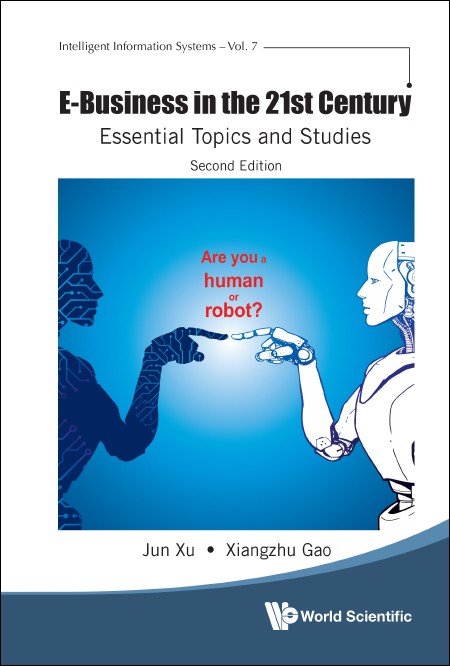 Intelligent Information Systems – Vol. 7
E-Business in the 21st Century
Essential Topics and Studies
Second Edition
Are you a
human
or
robot?
Jun Xu • Xiangzhu Gao
World Scientific